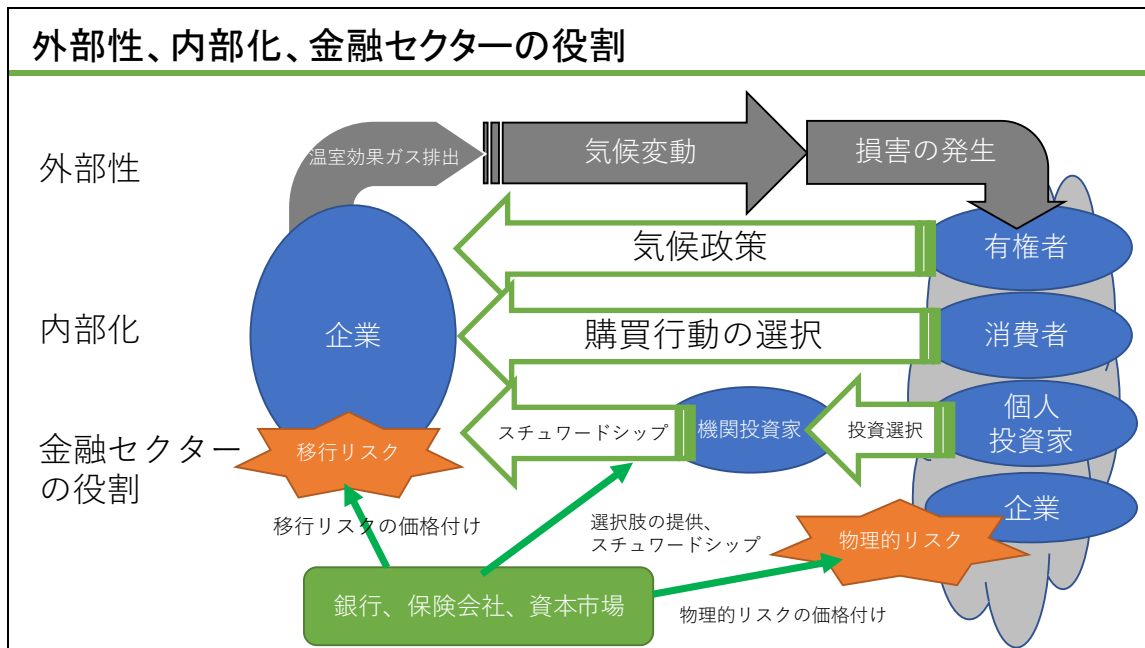 外部性、内部化、金融セクターの役割
外部性
温室効果ガス排出
気候変動
損害の発生
気候政策
有権者
内部化
企業
購買行動の選択
消費者
金融セクター
の役割
移行リスク
スチュワードシップ
機関投資家
投資選択
個人
投資家
企業
移行リスクの価格付け
選択肢の提供、
スチュワードシップ
物理的リスク
銀行、保険会社、資本市場
物理的リスクの価格付け